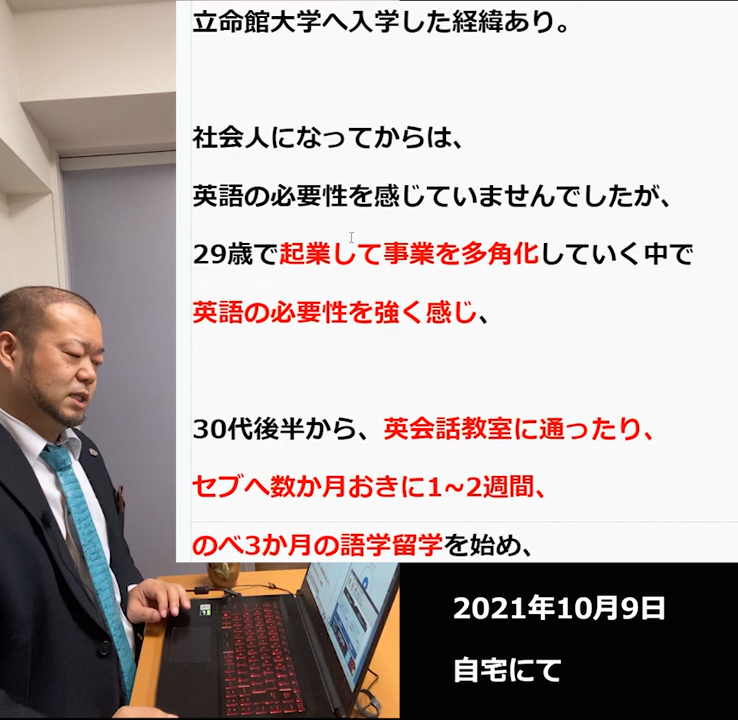 立命館大学へ入学した経緯あり。
社会人になってからは、
英語の必要性を感じていませんでしたが、
29歳で起業して事業を多角化していく中で
英語の必要性を強く感じ、
30代後半から、英会話教室に通ったり、
セブへ数か月おきに1~2週間、
のべ3か月の語学留学を始め、
2021年10月9日
自宅にて